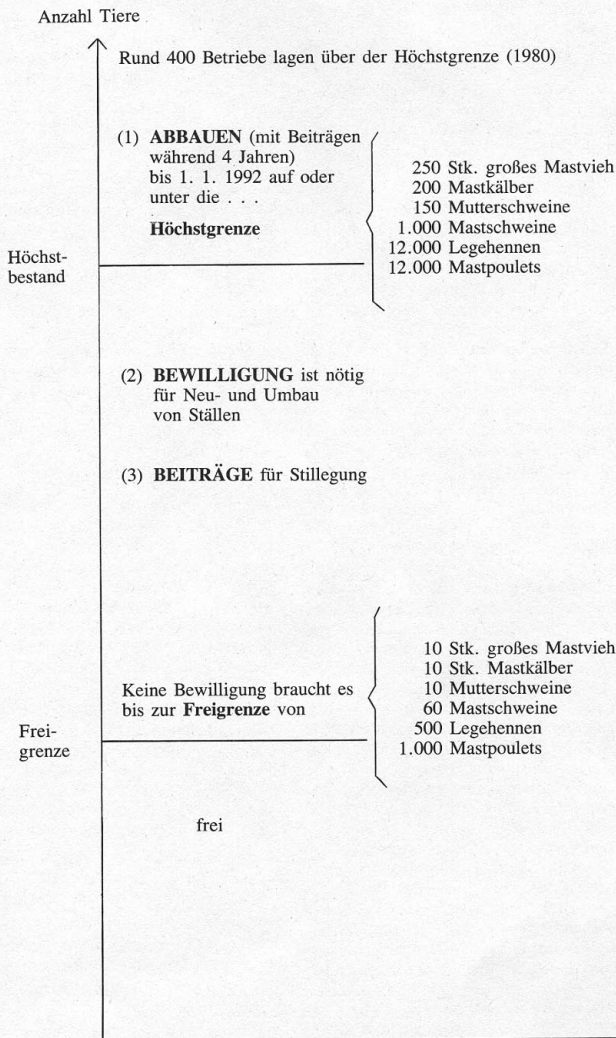 Anzahl Tiere
Rund 400 Betriebe lagen über der Höchstgrenze (1980)
(1) ABBAUEN (mit Beiträgen
während 4 Jahren)
bis 1. 1. 1992 auf oder
unter die . . .
Höchstgrenze
250 Stk. großes Mastvieh
200 Mastkälber
150 Mutterschweine
1.000 Mastschweine
12.000 Legehennen
12.000 Mastpoulets
Höchst-
bestand
(2) BEWILLIGUNG ist nötig
für Neu- und Umbau
von Ställen
(3) BEITRÄGE für Stillegung
Keine Bewilligung braucht es
bis zur Freigrenze von
10 Stk. großes Mastvieh
10 Stk. Mastkälber
10 Mutterschweine
60 Mastschweine
500 Legehennen
1.000 Mastpoulets
Frei-
grenze
frei